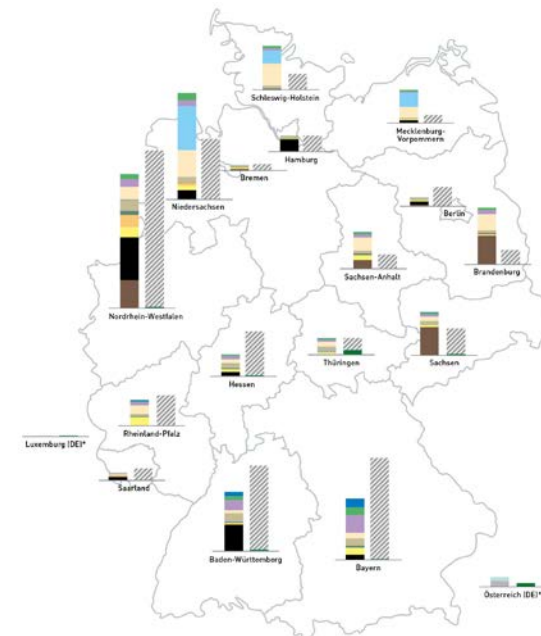 Schleswig-Holstein
Mecklenburg-
Vorpommern
Hamburg
Bremen
Niedersachsen
Berlin
Brandenburg
Sachsen-Anhalt
Nordrhein-Westfalen
Hessen
Thüringen
Sachsen
Rheinland-Pfalz
Luxemburg (DE)*
Saarland
Baden-Württemberg
Bayern
Österreich (DE)*